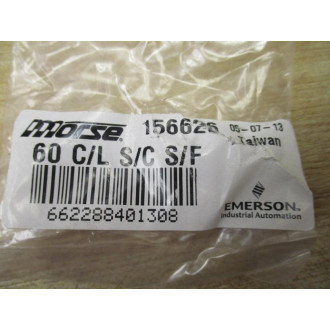 morse 156626 05-07-13
Taiwan
60 C/L S/C S/F
662288401308
EMERSON
Industrial Automation